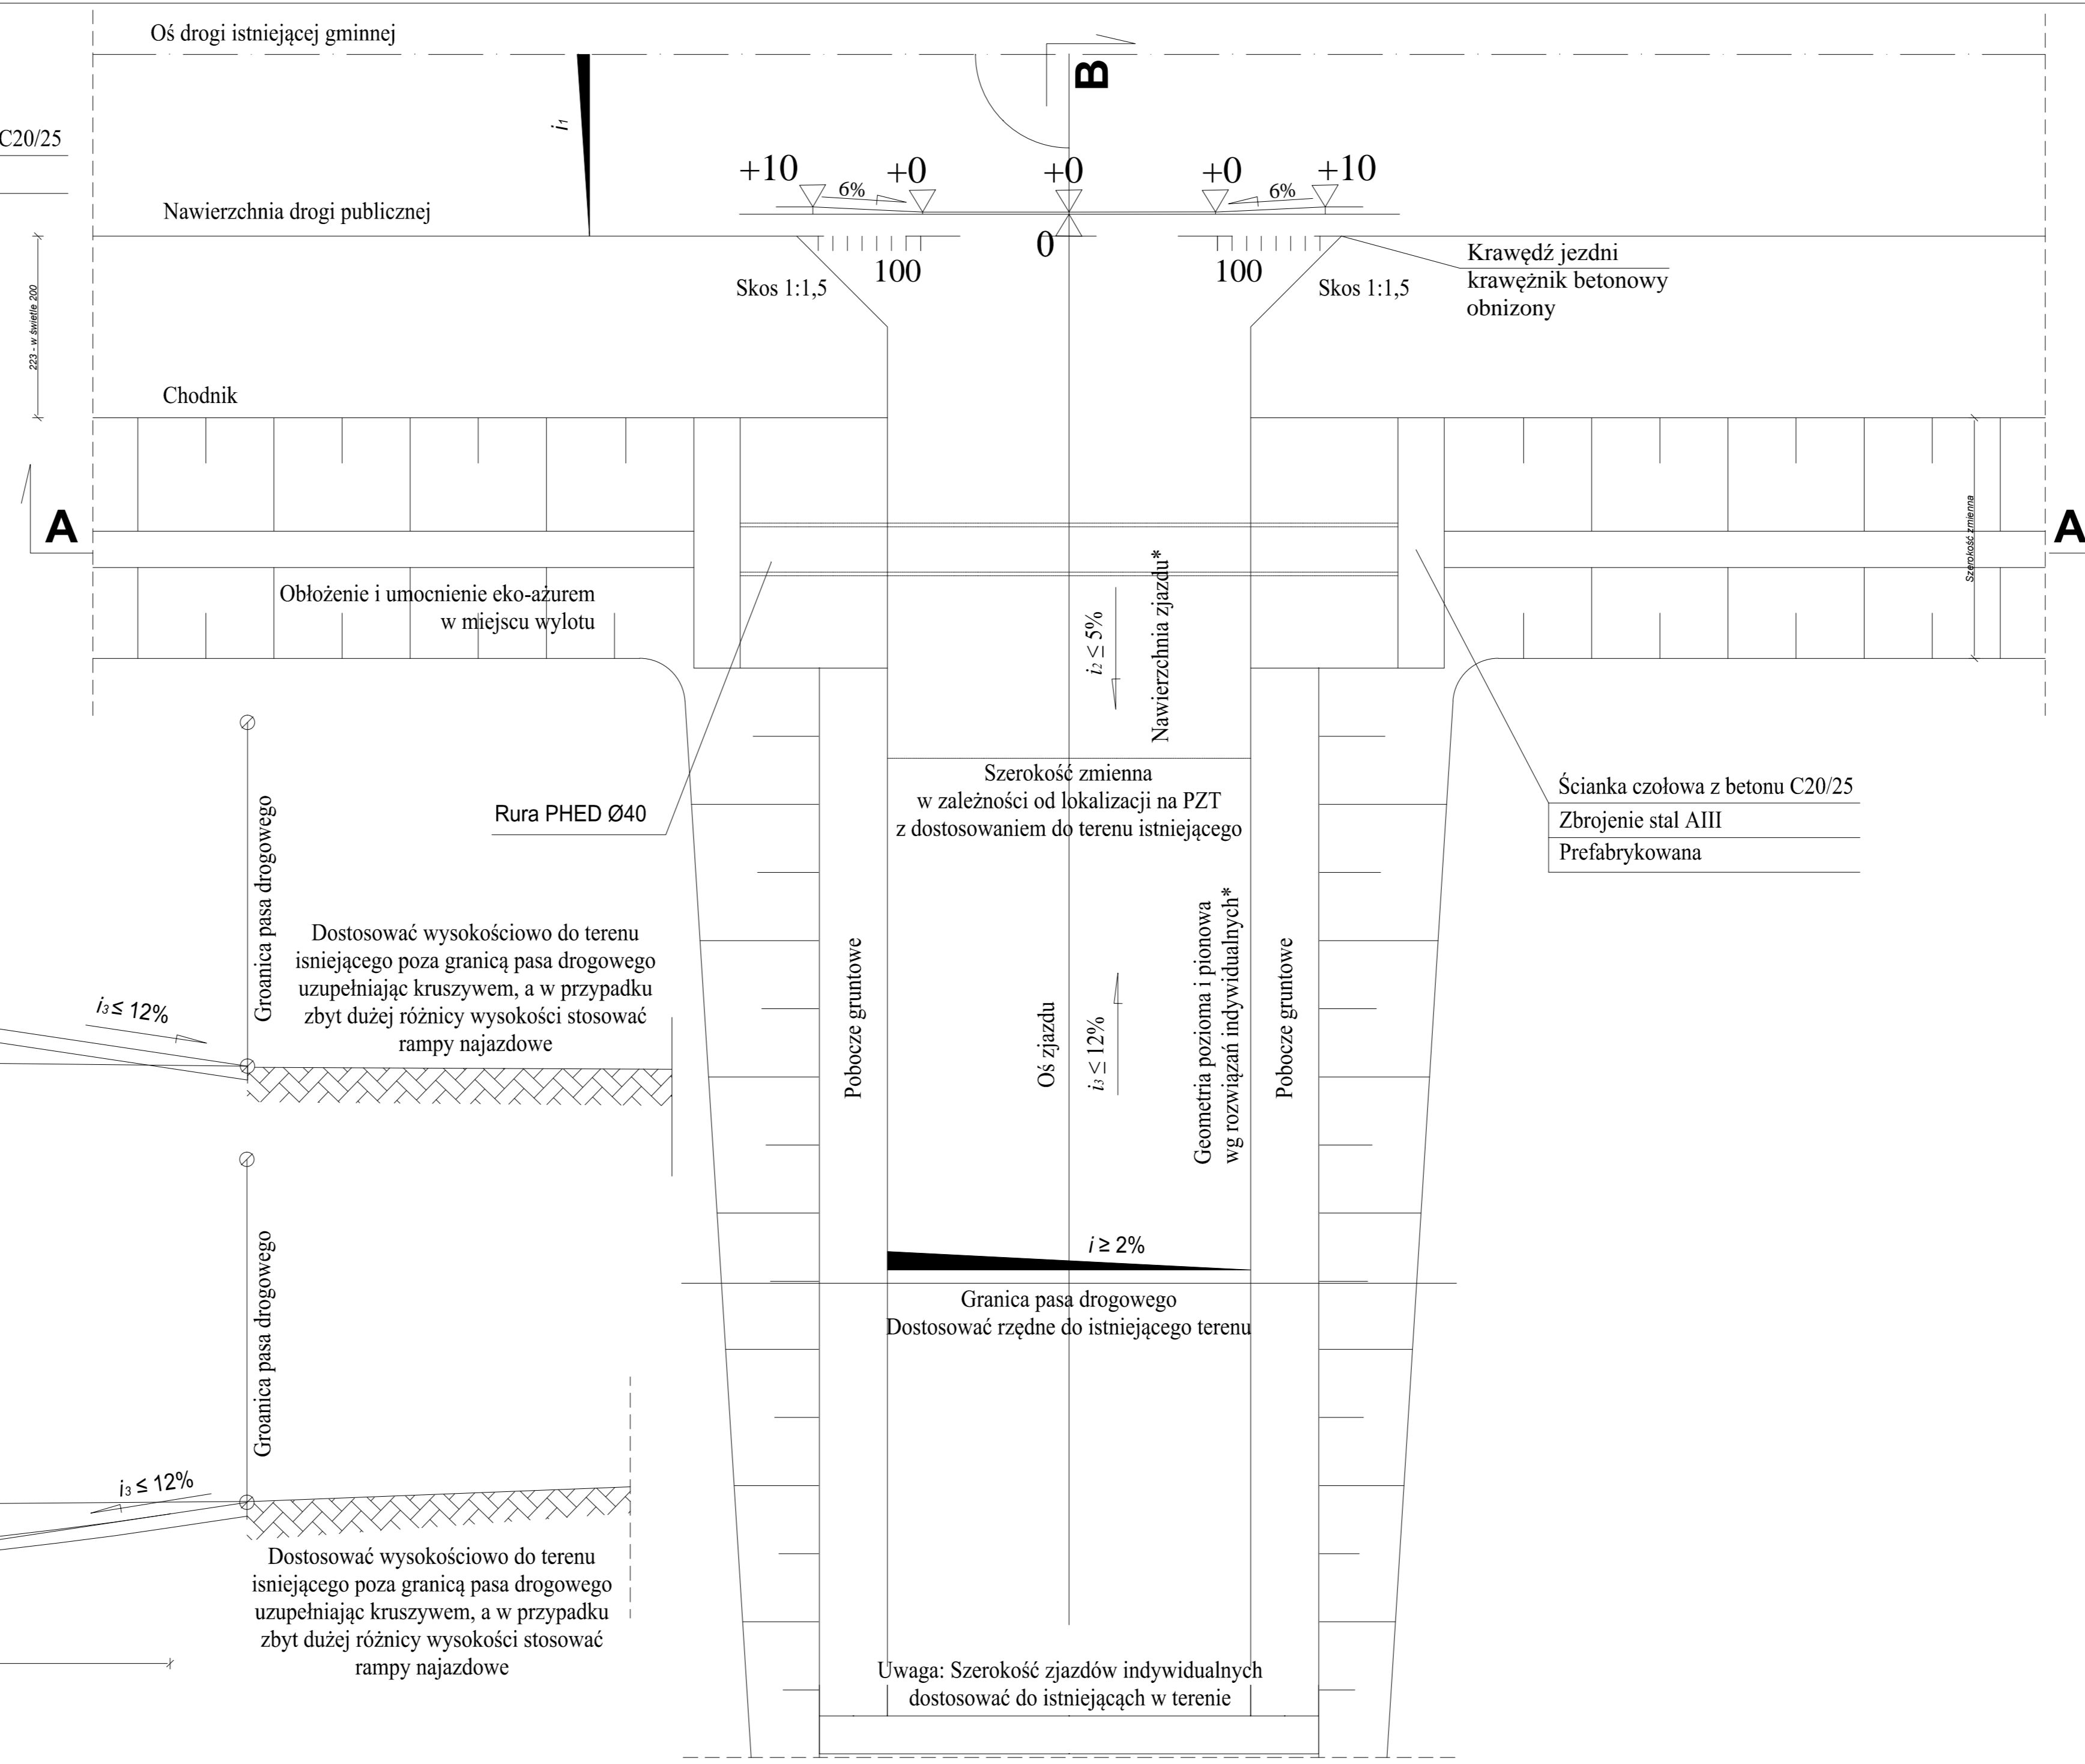 Oś drogi istniejącej gminnej
B
i₁
C20/25
+10
+0
+0
+0
+10
6%
6%
Nawierzchnia drogi publicznej
0
100
100
Skos 1:1,5
Skos 1:1,5
Krawędź jezdni
krawężnik betonowy
obnizony
223 - w świetle 200
Chodnik
A
A
Szerokość zmienna
Obłożenie i umocnienie eko-ażurem
w miejscu wylotu
i₂ ≤ 5%
Nawierzchnia zjazdu*
Szerokość zmienna
w zależności od lokalizacji na PZT
z dostosowaniem do terenu istniejącego
Rura PHED Ø40
Ścianka czołowa z betonu C20/25
Zbrojenie stal AIII
Prefabrykowana
Groanica pasa drogowego
Dostosować wysokościowo do terenu
isniejącego poza granicą pasa drogowego
uzupełniając kruszywem, a w przypadku
zbyt dużej różnicy wysokości stosować
rampy najazdowe
i₃ ≤ 12%
Pobocze gruntowe
Oś zjazdu
i₃ ≤ 12%
Geometria pozioma i pionowa
wg rozwiązań indywidualnych*
Pobocze gruntowe
Groanica pasa drogowego
i ≥ 2%
Granica pasa drogowego
Dostosować rzędne do istniejącego terenu
i₃ ≤ 12%
Dostosować wysokościowo do terenu
isniejącego poza granicą pasa drogowego
uzupełniając kruszywem, a w przypadku
zbyt dużej różnicy wysokości stosować
rampy najazdowe
Uwaga: Szerokość zjazdów indywidualnych
dostosować do istniejącach w terenie